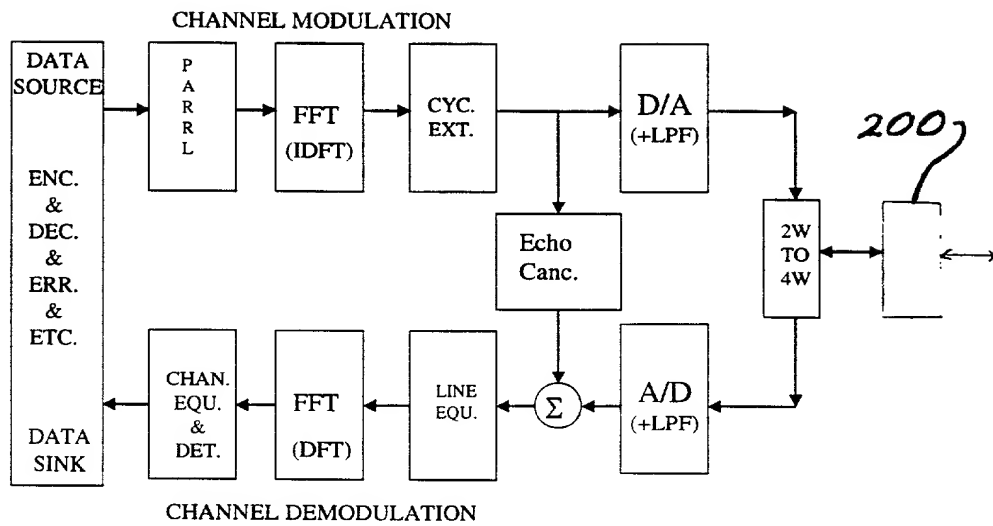 CHANNEL MODULATION
DATA
SOURCE
ENC.
&
DEC.
&
ERR.
&
ETC.
DATA
SINK
P
A
R
R
L
FFT
(IDFT)
CYC.
EXT.
D/A
(+LPF)
200
Echo
Canc.
2W
TO
4W
CHAN.
EQU.
&
DET.
FFT
(DFT)
LINE
EQU.
Σ
A/D
(+LPF)
CHANNEL DEMODULATION